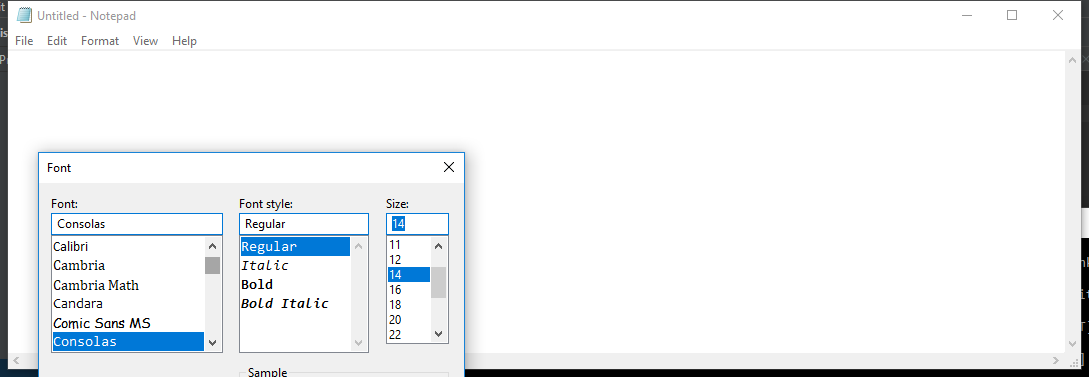 Untitled - Notepad
File Edit Format View Help
Font
Font: Font style: Size:
Consolas Regular 14
Calibri Regular 11
Cambria Italic 12
Cambria Math Bold 14
Candara Bold Italic 16
Comic Sans MS 18
Consolas 20
22
Sample